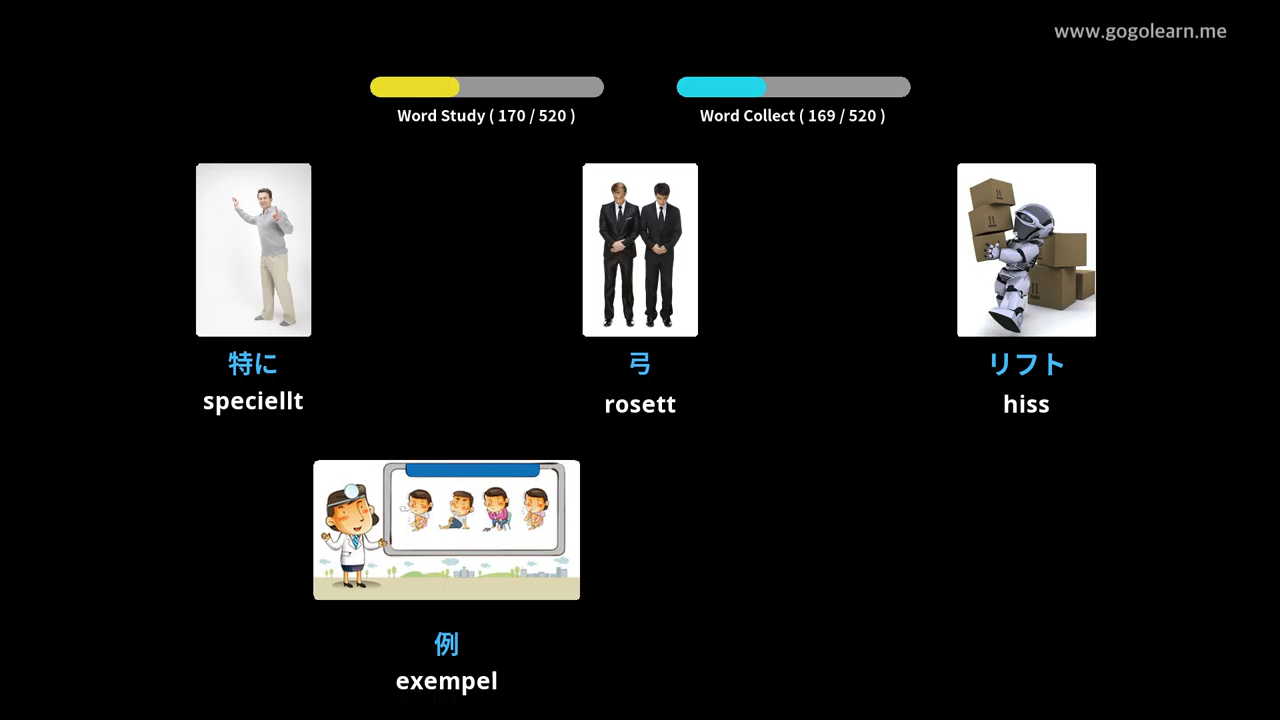 www.gogolearn.me
Word Study ( 170 / 520 )
Word Collect ( 169 / 520 )
特に
speciellt
弓
rosett
リフト
hiss
例
exempel